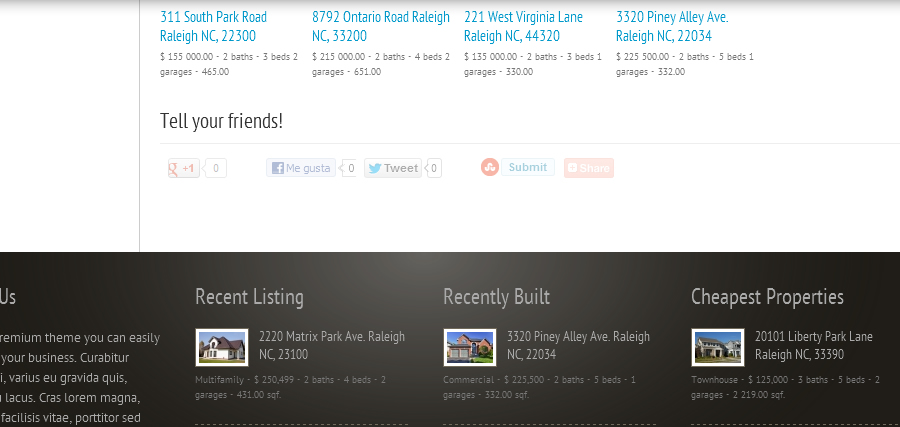 311 South Park Road
Raleigh NC, 22300
$ 155 000.00 - 2 baths - 3 beds 2
garages - 465.00
8792 Ontario Road Raleigh
NC, 33200
$ 215 000.00 - 2 baths - 4 beds 2
garages - 651.00
221 West Virginia Lane
Raleigh NC, 44320
$ 135 000.00 - 2 baths - 3 beds 1
garages - 330.00
3320 Piney Alley Ave.
Raleigh NC, 22034
$ 225 500.00 - 2 baths - 5 beds 1
garages - 332.00
Tell your friends!
g +1 0
Me gusta 0
Tweet 0
Submit
Share
Us
remium theme you can easily
your business. Curabitur
i, varius eu gravida quis,
lacus. Cras lorem magna,
facilisis vitae, porttitor sed
Recent Listing
2220 Matrix Park Ave. Raleigh
NC, 23100
Multifamily - $ 250,499 - 2 baths - 4 beds - 2
garages - 431.00 sqf.
Recently Built
3320 Piney Alley Ave. Raleigh
NC, 22034
Commercial - $ 225,500 - 2 baths - 5 beds - 1
garages - 332.00 sqf.
Cheapest Properties
20101 Liberty Park Lane
Raleigh NC, 33390
Townhouse - $ 125,000 - 3 baths - 5 beds - 2
garages - 2 219.00 sqf.